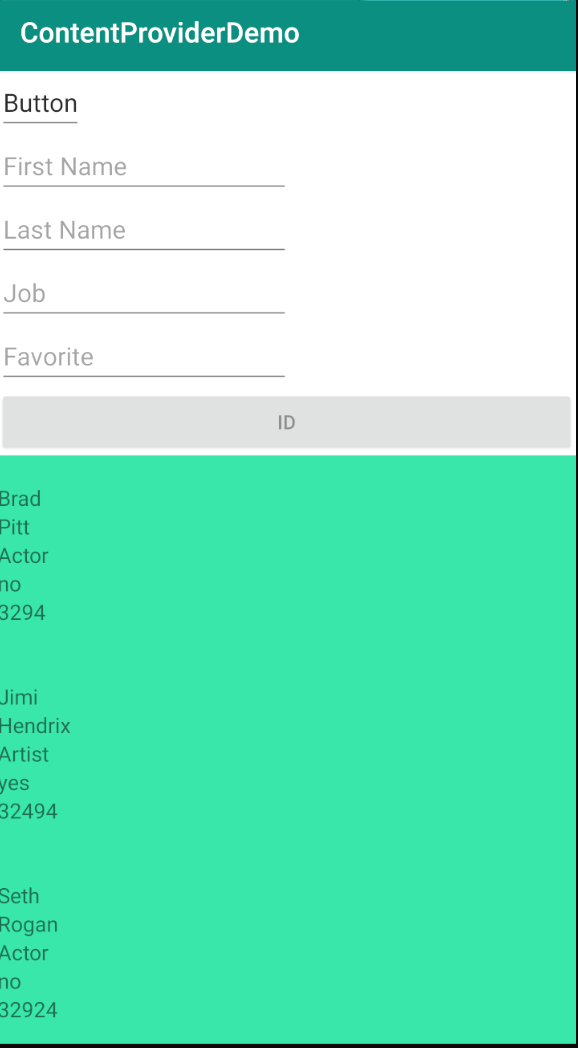 ContentProviderDemo
Button
First Name
Last Name
Job
Favorite
ID
Brad
Pitt
Actor
no
3294
Jimi
Hendrix
Artist
yes
32494
Seth
Rogan
Actor
no
32924